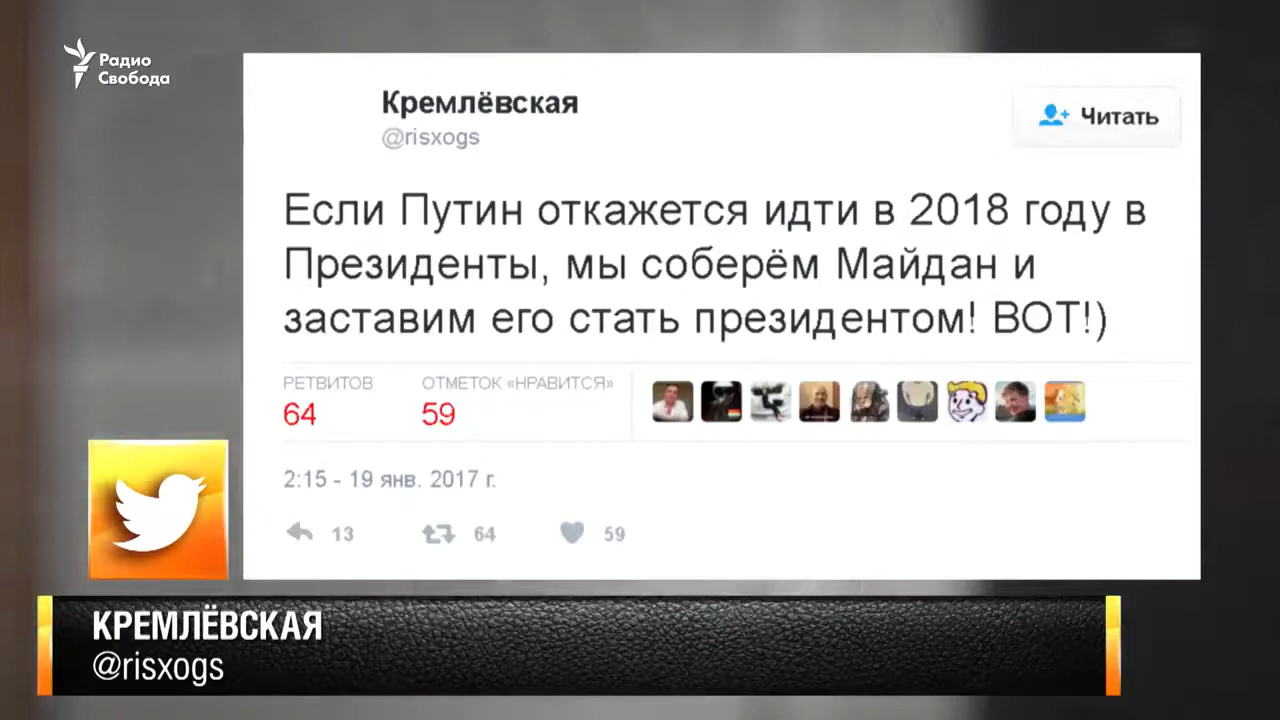 Радио
Свобода
Кремлёвская
@risxogs
Читать
Если Путин откажется идти в 2018 году в
Президенты, мы соберём Майдан и
заставим его стать президентом! ВОТ!)
РЕТВИТОВ
ОТМЕТОК «НРАВИТСЯ»
64
59
2:15 - 19 янв. 2017 г.
13
64
59
КРЕМЛЁВСКАЯ
@risxogs